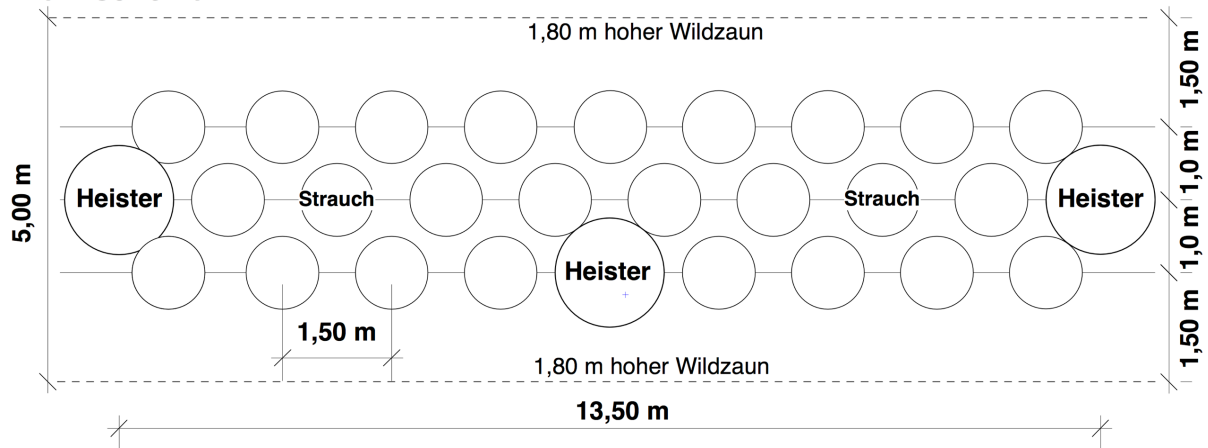 1,80 m hoher Wildzaun
1,50 m
1,0 m
5,00 m
Heister
Strauch
Strauch
Heister
1,0 m
Heister
1,50 m
1,50 m
1,80 m hoher Wildzaun
13,50 m